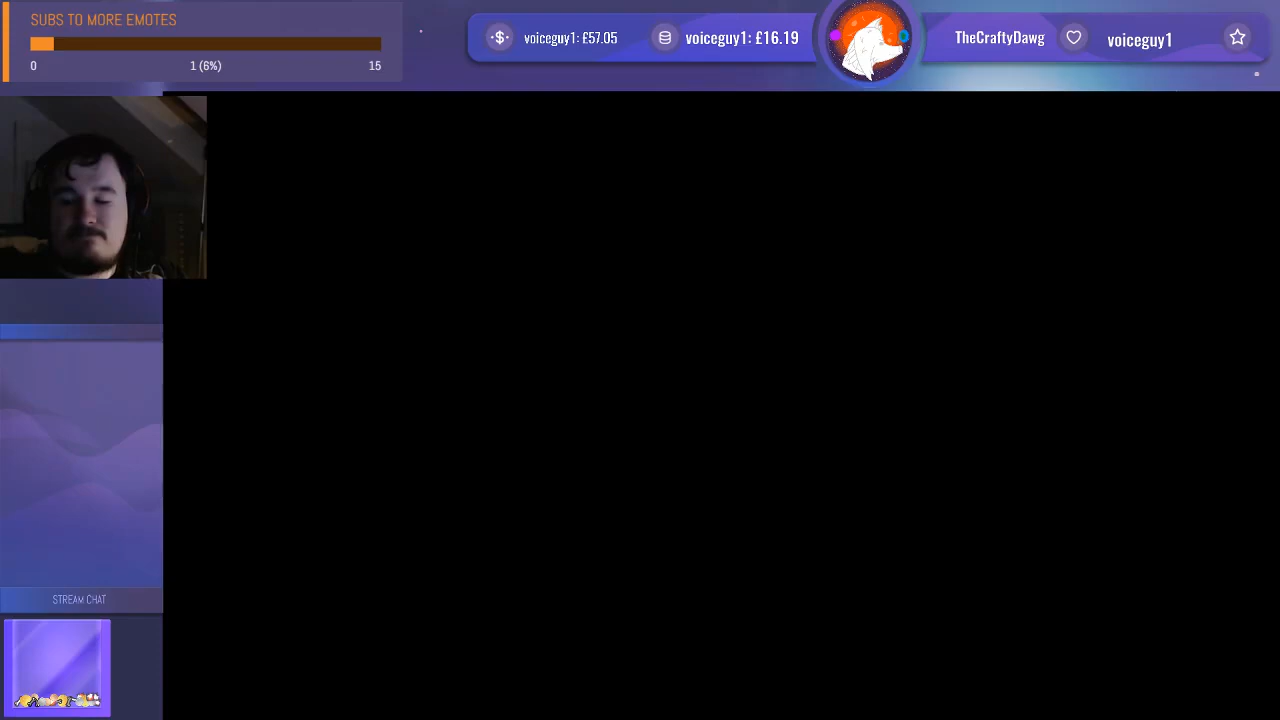 SUBS TO MORE EMOTES
0 1 (6%) 15
voiceguy1: £57.05 voiceguy1: £16.19 TheCraftyDawg voiceguy1
STREAM CHAT